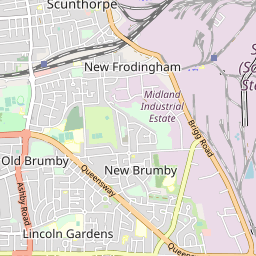 Scunthorpe
New Frodingham
Midland
Industrial
Estate
Brigg Road
Old Brumby
Queensway
New Brumby
Ashby Road
Lincoln Gardens